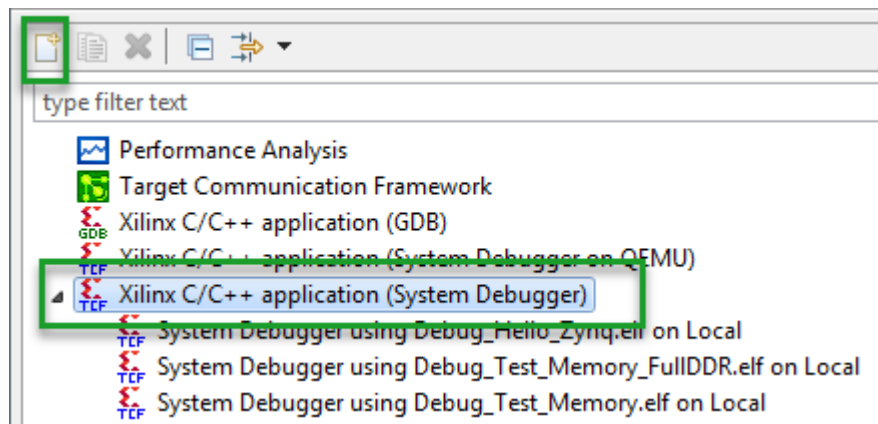 type filter text
Performance Analysis
Target Communication Framework
GDB Xilinx C/C++ application (GDB)
TCF Xilinx C/C++ application (System Debugger on QEMU)
TCF Xilinx C/C++ application (System Debugger)
TCF System Debugger using Debug_Hello_Zynq.elf on Local
TCF System Debugger using Debug_Test_Memory_FullDDR.elf on Local
TCF System Debugger using Debug_Test_Memory.elf on Local